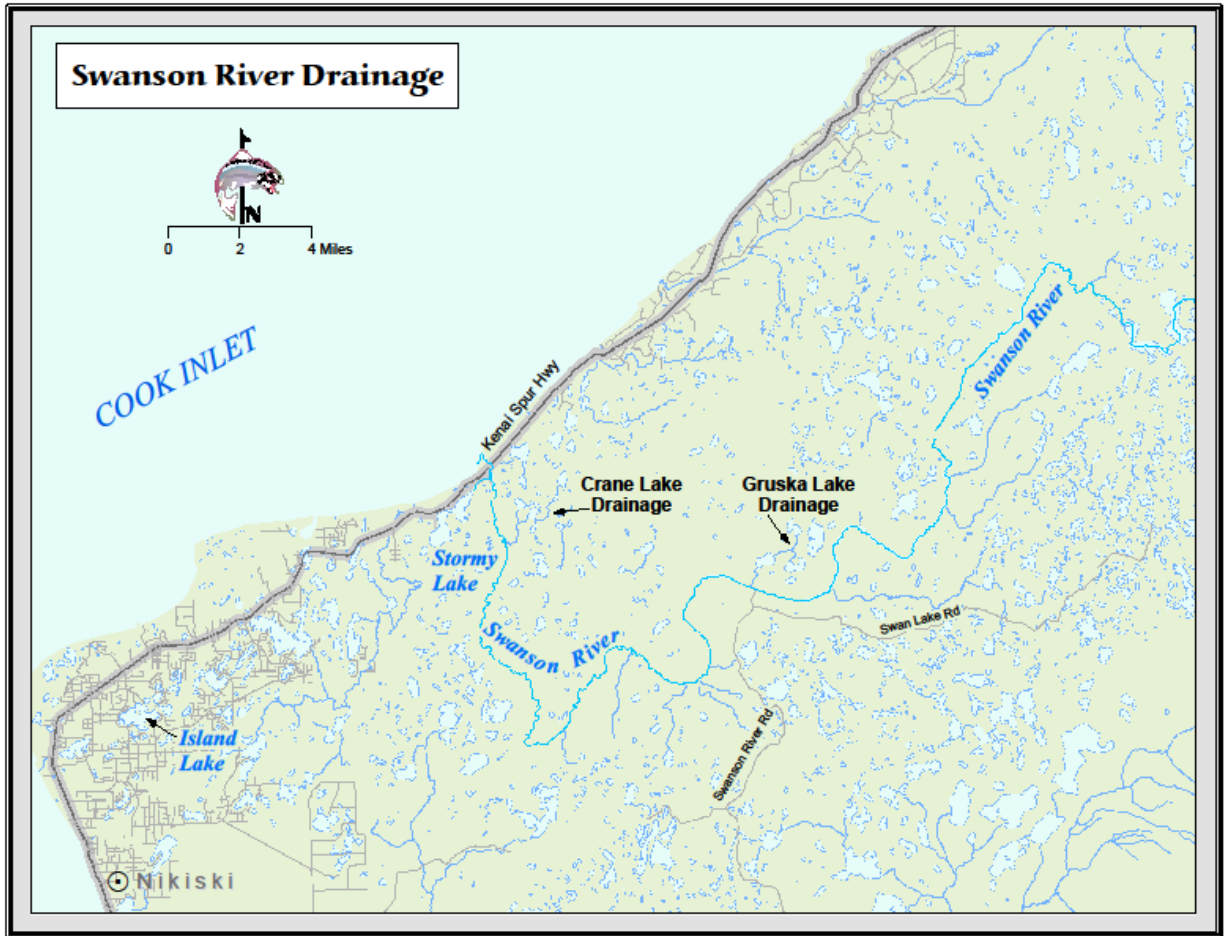 Swanson River Drainage
N
0 2 4 Miles
COOK INLET
Kenai Spur Hwy
Swanson River
Crane Lake
Drainage
Gruska Lake
Drainage
Stormy
Lake
Swan Lake Rd
Swanson River
Swanson River Rd
Island
Lake
Nikiski